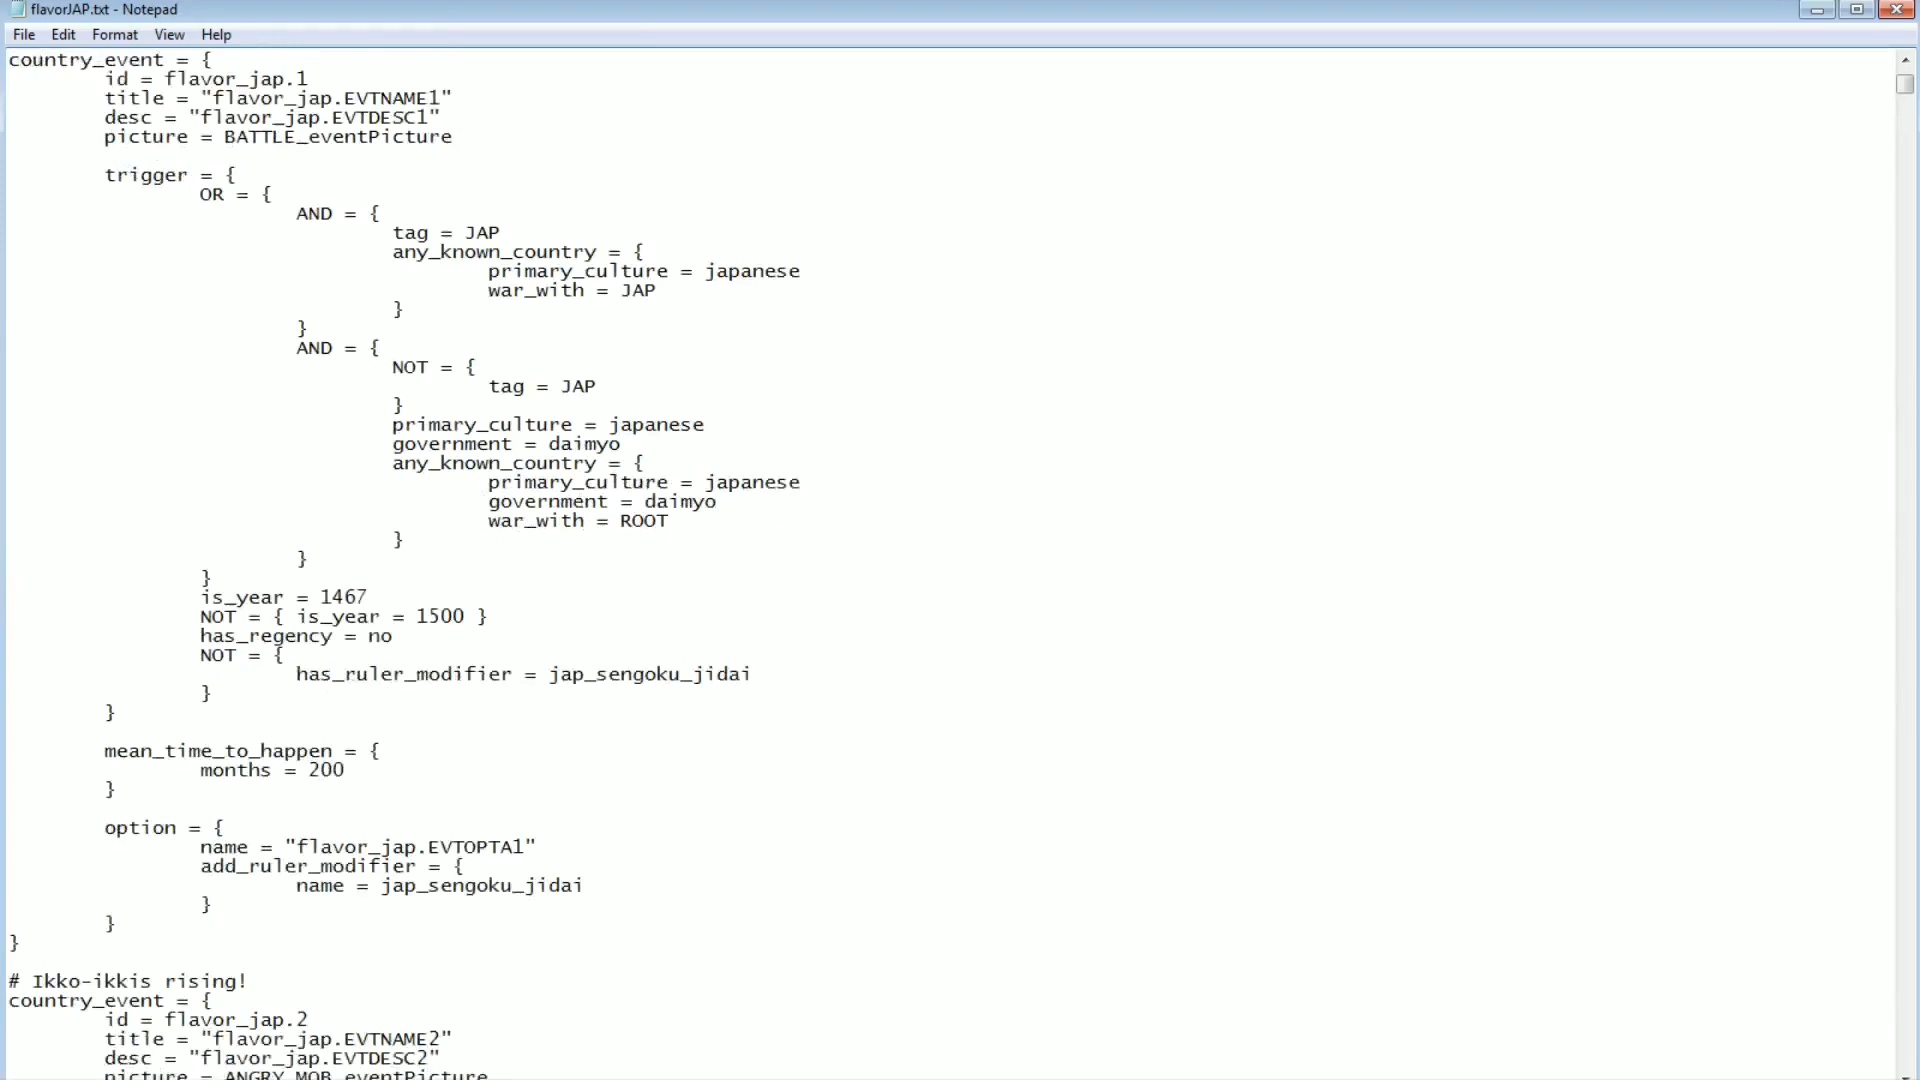 flavorJAP.txt - Notepad
File Edit Format View Help
country_event = {
id = flavor_jap.1
title = "flavor_jap.EVTNAME1"
desc = "flavor_jap.EVTDESC1"
picture = BATTLE_eventPicture
trigger = {
OR = {
AND = {
tag = JAP
any_known_country = {
primary_culture = japanese
war_with = JAP
}
}
AND = {
NOT = {
tag = JAP
}
primary_culture = japanese
government = daimyo
any_known_country = {
primary_culture = japanese
government = daimyo
war_with = ROOT
}
}
}
is_year = 1467
NOT = { is_year = 1500 }
has_regency = no
NOT = {
has_ruler_modifier = jap_sengoku_jidai
}
}
mean_time_to_happen = {
months = 200
}
option = {
name = "flavor_jap.EVTOPTA1"
add_ruler_modifier = {
name = jap_sengoku_jidai
}
}
}
# Ikko-ikkis rising!
country_event = {
id = flavor_jap.2
title = "flavor_jap.EVTNAME2"
desc = "flavor_jap.EVTDESC2"
picture = ANGRY_MOB_eventPicture